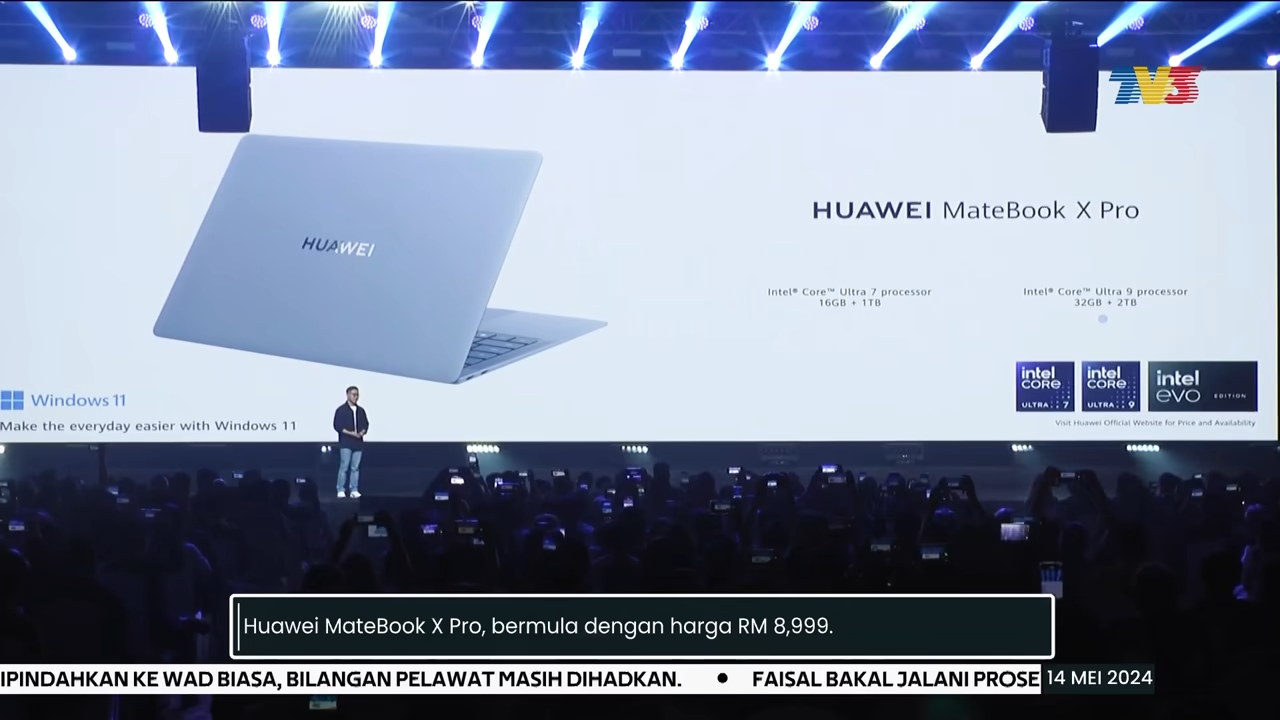 TV3
HUAWEI
HUAWEI MateBook X Pro
Intel® Core™ Ultra 7 processor
16GB + 1TB
Intel® Core™ Ultra 9 processor
32GB + 2TB
intel CORE ULTRA 7
intel CORE ULTRA 9
intel evo EDITION
Windows 11
Make the everyday easier with Windows 11
Visit Huawei Official Website for Price and Availability
Huawei MateBook X Pro, bermula dengan harga RM 8,999.
IPINDAHKAN KE WAD BIASA, BILANGAN PELAWAT MASIH DIHADKAN. • FAISAL BAKAL JALANI PROSE
14 MEI 2024